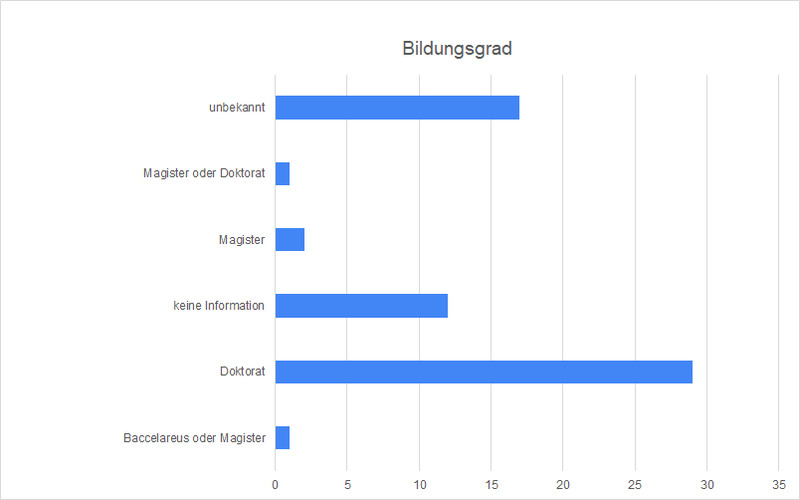 Bildungsgrad
unbekannt
Magister oder Doktorat
Magister
keine Information
Doktorat
Baccelareus oder Magister
0 5 10 15 20 25 30 35